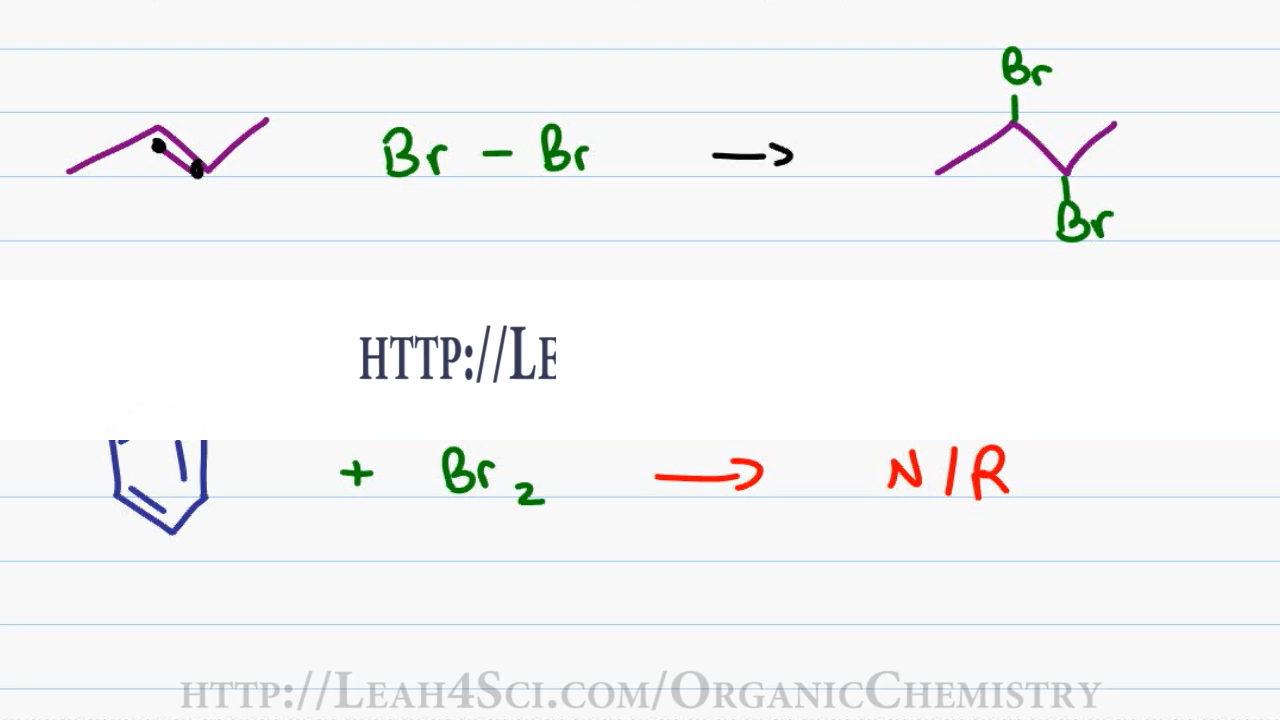 Br
Br - Br →
Br
HTTP://LE
+ Br2 → N/R
HTTP://LEAH4SCI.COM/ORGANICCHEMISTRY